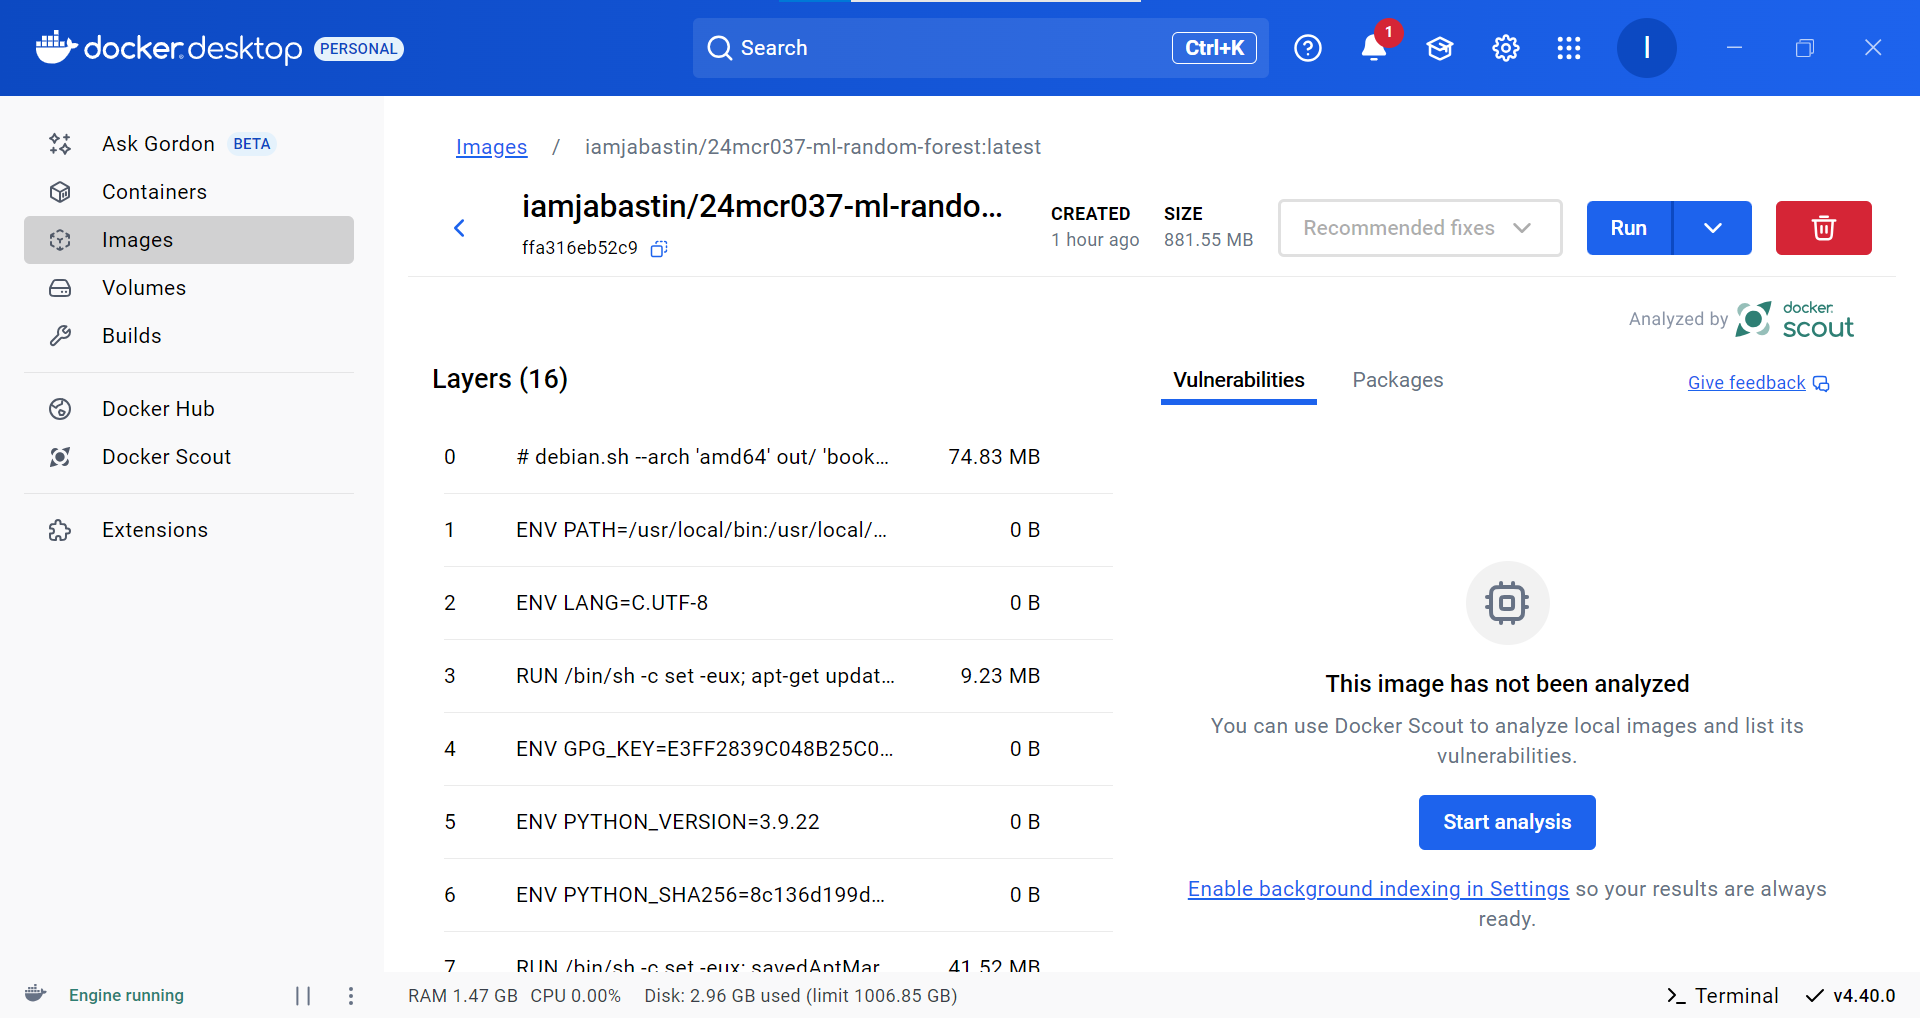 docker.desktop PERSONAL
Search
Ctrl+K
1
I
Ask Gordon BETA
Containers
Images
Volumes
Builds
Docker Hub
Docker Scout
Extensions
Images / iamjabastin/24mcr037-ml-random-forest:latest
iamjabastin/24mcr037-ml-rando...
ffa316eb52c9
CREATED
1 hour ago
SIZE
881.55 MB
Recommended fixes
Run
Analyzed by docker scout
Layers (16)
Vulnerabilities
Packages
Give feedback
0 # debian.sh --arch 'amd64' out/ 'book... 74.83 MB
1 ENV PATH=/usr/local/bin:/usr/local/... 0 B
2 ENV LANG=C.UTF-8 0 B
3 RUN /bin/sh -c set -eux; apt-get updat... 9.23 MB
4 ENV GPG_KEY=E3FF2839C048B25C0... 0 B
5 ENV PYTHON_VERSION=3.9.22 0 B
6 ENV PYTHON_SHA256=8c136d199d... 0 B
7 RUN /bin/sh -c set -eux; savedAptMar 41.52 MB
This image has not been analyzed
You can use Docker Scout to analyze local images and list its
vulnerabilities.
Start analysis
Enable background indexing in Settings so your results are always
ready.
Engine running
RAM 1.47 GB CPU 0.00% Disk: 2.96 GB used (limit 1006.85 GB)
Terminal
v4.40.0